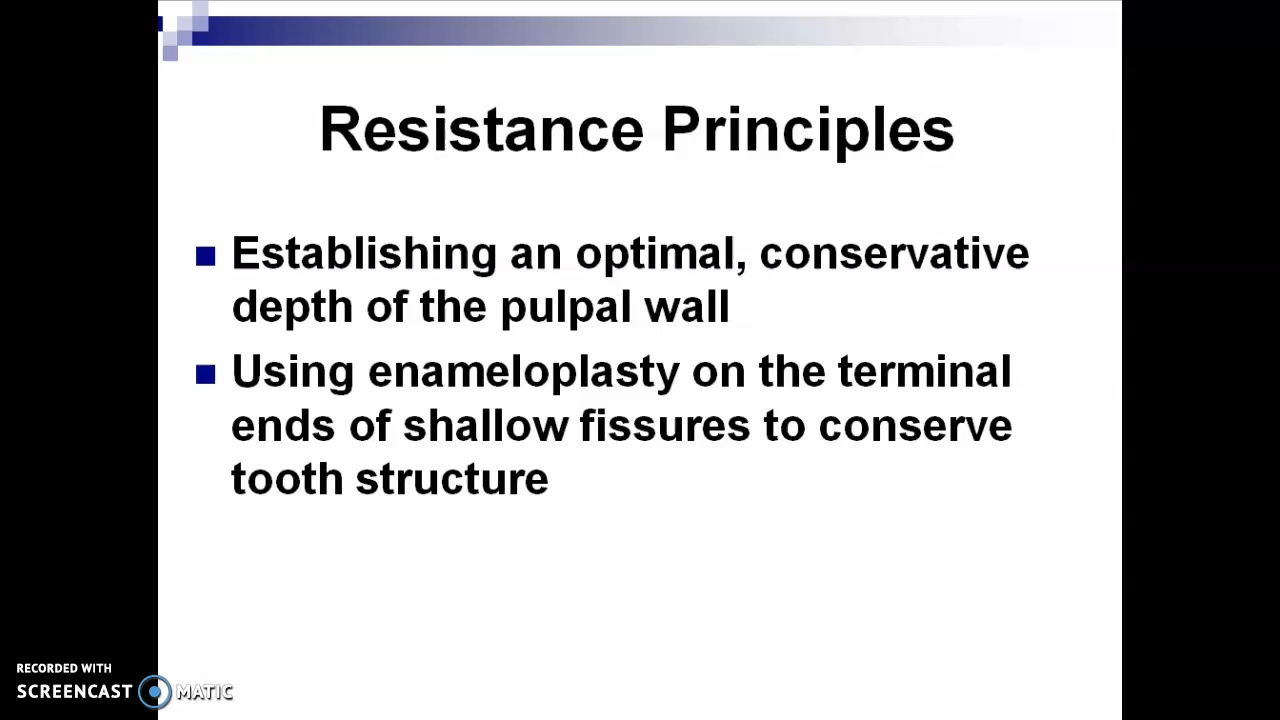 Resistance Principles
Establishing an optimal, conservative
depth of the pulpal wall
Using enameloplasty on the terminal
ends of shallow fissures to conserve
tooth structure
RECORDED WITH
SCREENCAST MATIC